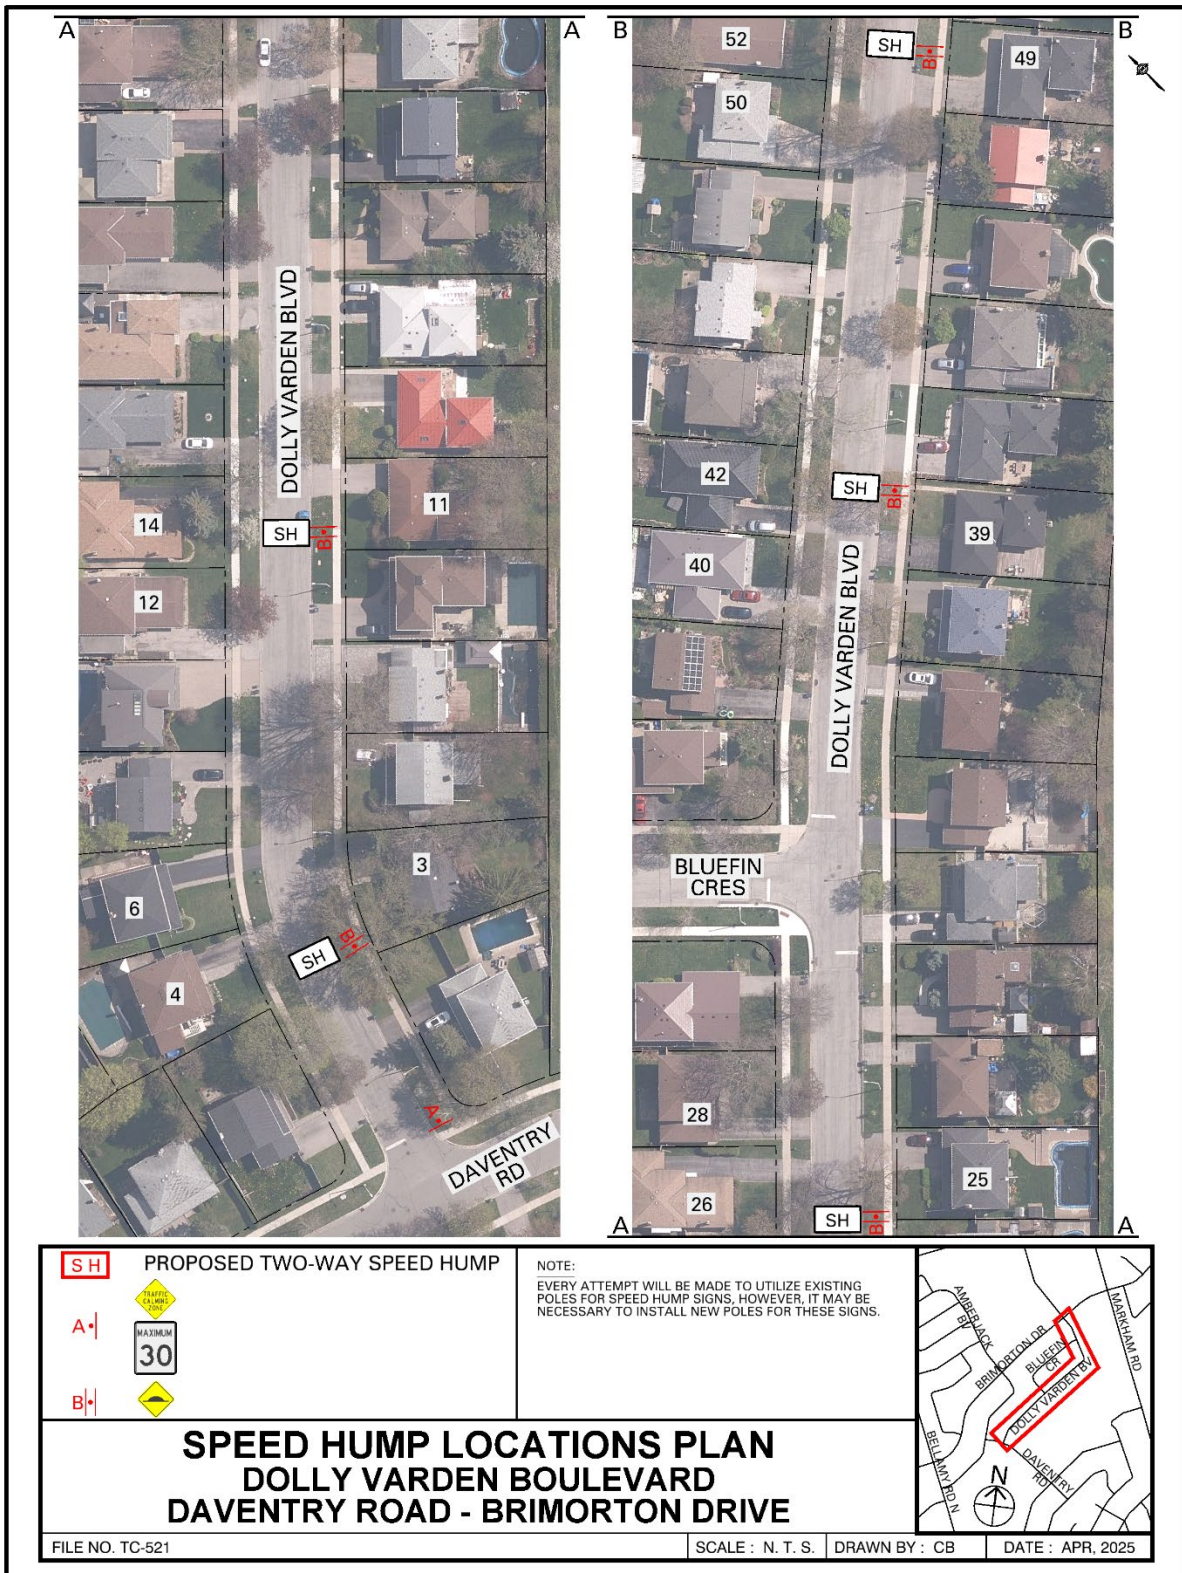 A
A
DOLLY VARDEN BLVD
11
14
SH
B
12
3
6
B
SH
4
A
DAVENTRY
RD
B
B
52
SH
B
49
50
42
SH
B
39
40
DOLLY VARDEN BLVD
BLUEFIN
CRES
28
25
26
SH
B
A
A
SH
PROPOSED TWO-WAY SPEED HUMP
A
TRAFFIC
CALMING
ZONE
MAXIMUM
30
B
NOTE:
EVERY ATTEMPT WILL BE MADE TO UTILIZE EXISTING
POLES FOR SPEED HUMP SIGNS, HOWEVER, IT MAY BE
NECESSARY TO INSTALL NEW POLES FOR THESE SIGNS.
AMBERJACK
BV
BRIMORTON DR
BLUEFIN
CR
MARKHAM RD
DOLLY VARDEN BV
BELLAMY RD N
DAVENTRY
RD
N
SPEED HUMP LOCATIONS PLAN
DOLLY VARDEN BOULEVARD
DAVENTRY ROAD - BRIMORTON DRIVE
FILE NO. TC-521
SCALE : N. T. S.
DRAWN BY : CB
DATE : APR, 2025